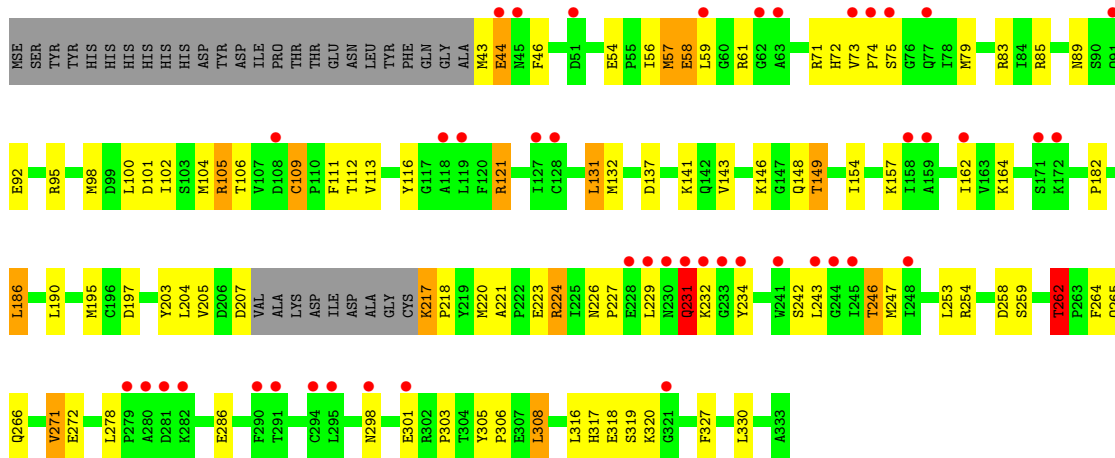 MSE SER TYR TYR HIS HIS HIS HIS HIS HIS ASP TYR ASP ILE PRO THR THR GLU ASN LEU TYR PHE GLN GLY ALA M43 E44 N45 F46 D51 E54 P55 I56 M57 E58 L59 G60 R61 G62 A63 R71 H72 V73 P74 S75 G76 Q77 I78 M79 R83 I84 R85 N89 S90
E92 R95 M98 D99 L100 D101 I102 S103 M104 R105 T106 V107 D108 C109 P110 F111 T112 V113 Y116 G117 A118 L119 F120 R121 I127 C128 L131 M132 D137 K141 Q142 V143 K146 G147 Q148 T149 I154 K157 I158 A159 I162 V163 K164 S171 K172 P182
L186 L190 M195 C196 D197 Y203 L204 V205 D206 D207 VAL ALA LYS ASP ILE ASP ALA GLY CYS K217 P218 Y219 M220 A221 P222 E223 R224 I225 N226 P227 E228 L229 N230 Q231 K232 G233 Y234 W241 S242 L243 G244 I245 T246 M247 I248 L253 R254 D258 S259 T262 P263 F264
Q266 V271 E272 L278 P279 A280 D281 K282 E286 F290 T291 C294 L295 N298 E301 R302 P303 T304 Y305 P306 E307 L308 L316 H317 E318 S319 K320 G321 F327 L330 A333